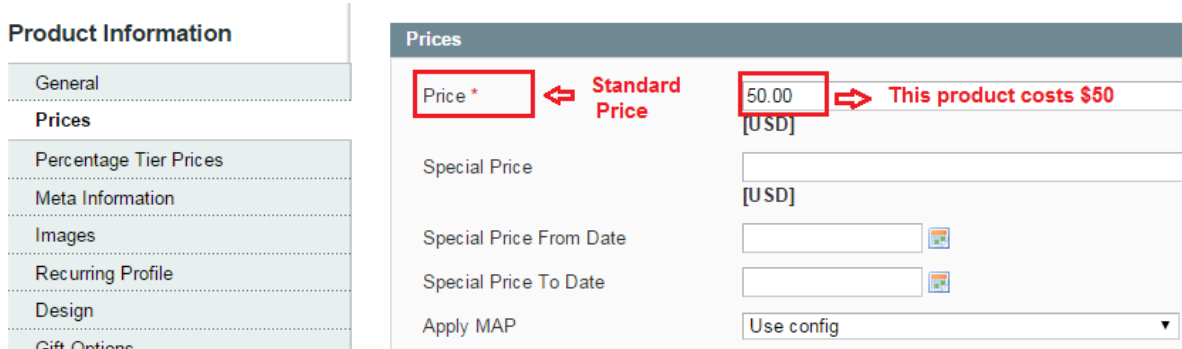 Product Information
General
Prices
Percentage Tier Prices
Meta Information
Images
Recurring Profile
Design
Gift Options
Prices
Price *
Standard
Price
50.00
This product costs $50
[USD]
Special Price
[USD]
Special Price From Date
Special Price To Date
Apply MAP
Use config